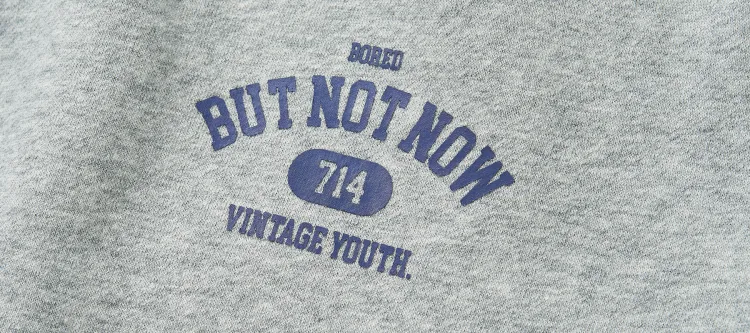 BORED
BUT NOT NOW
714
VINTAGE YOUTH.